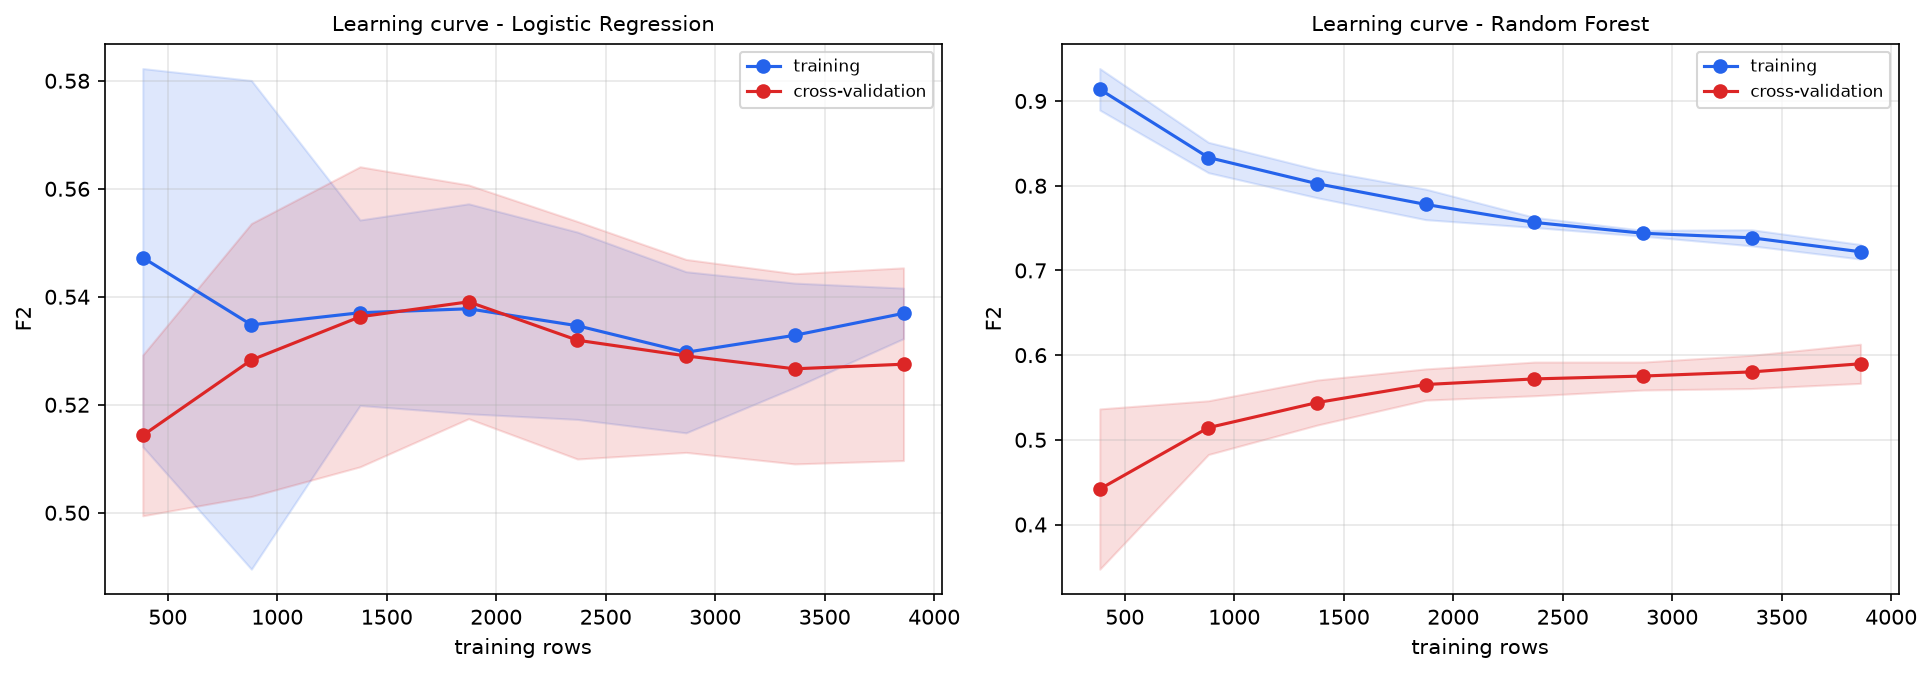 Learning curve - Logistic Regression
training
cross-validation
0.58
0.56
0.54
0.52
0.50
F2
500 1000 1500 2000 2500 3000 3500 4000
training rows
Learning curve - Random Forest
training
cross-validation
0.9
0.8
0.7
0.6
0.5
0.4
F2
500 1000 1500 2000 2500 3000 3500 4000
training rows